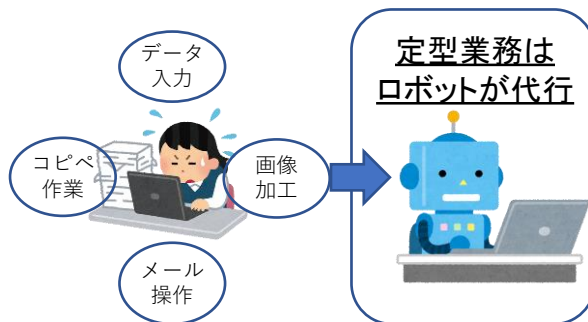 データ
入力
コピペ
作業
画像
加工
メール
操作
定型業務は
ロボットが代行